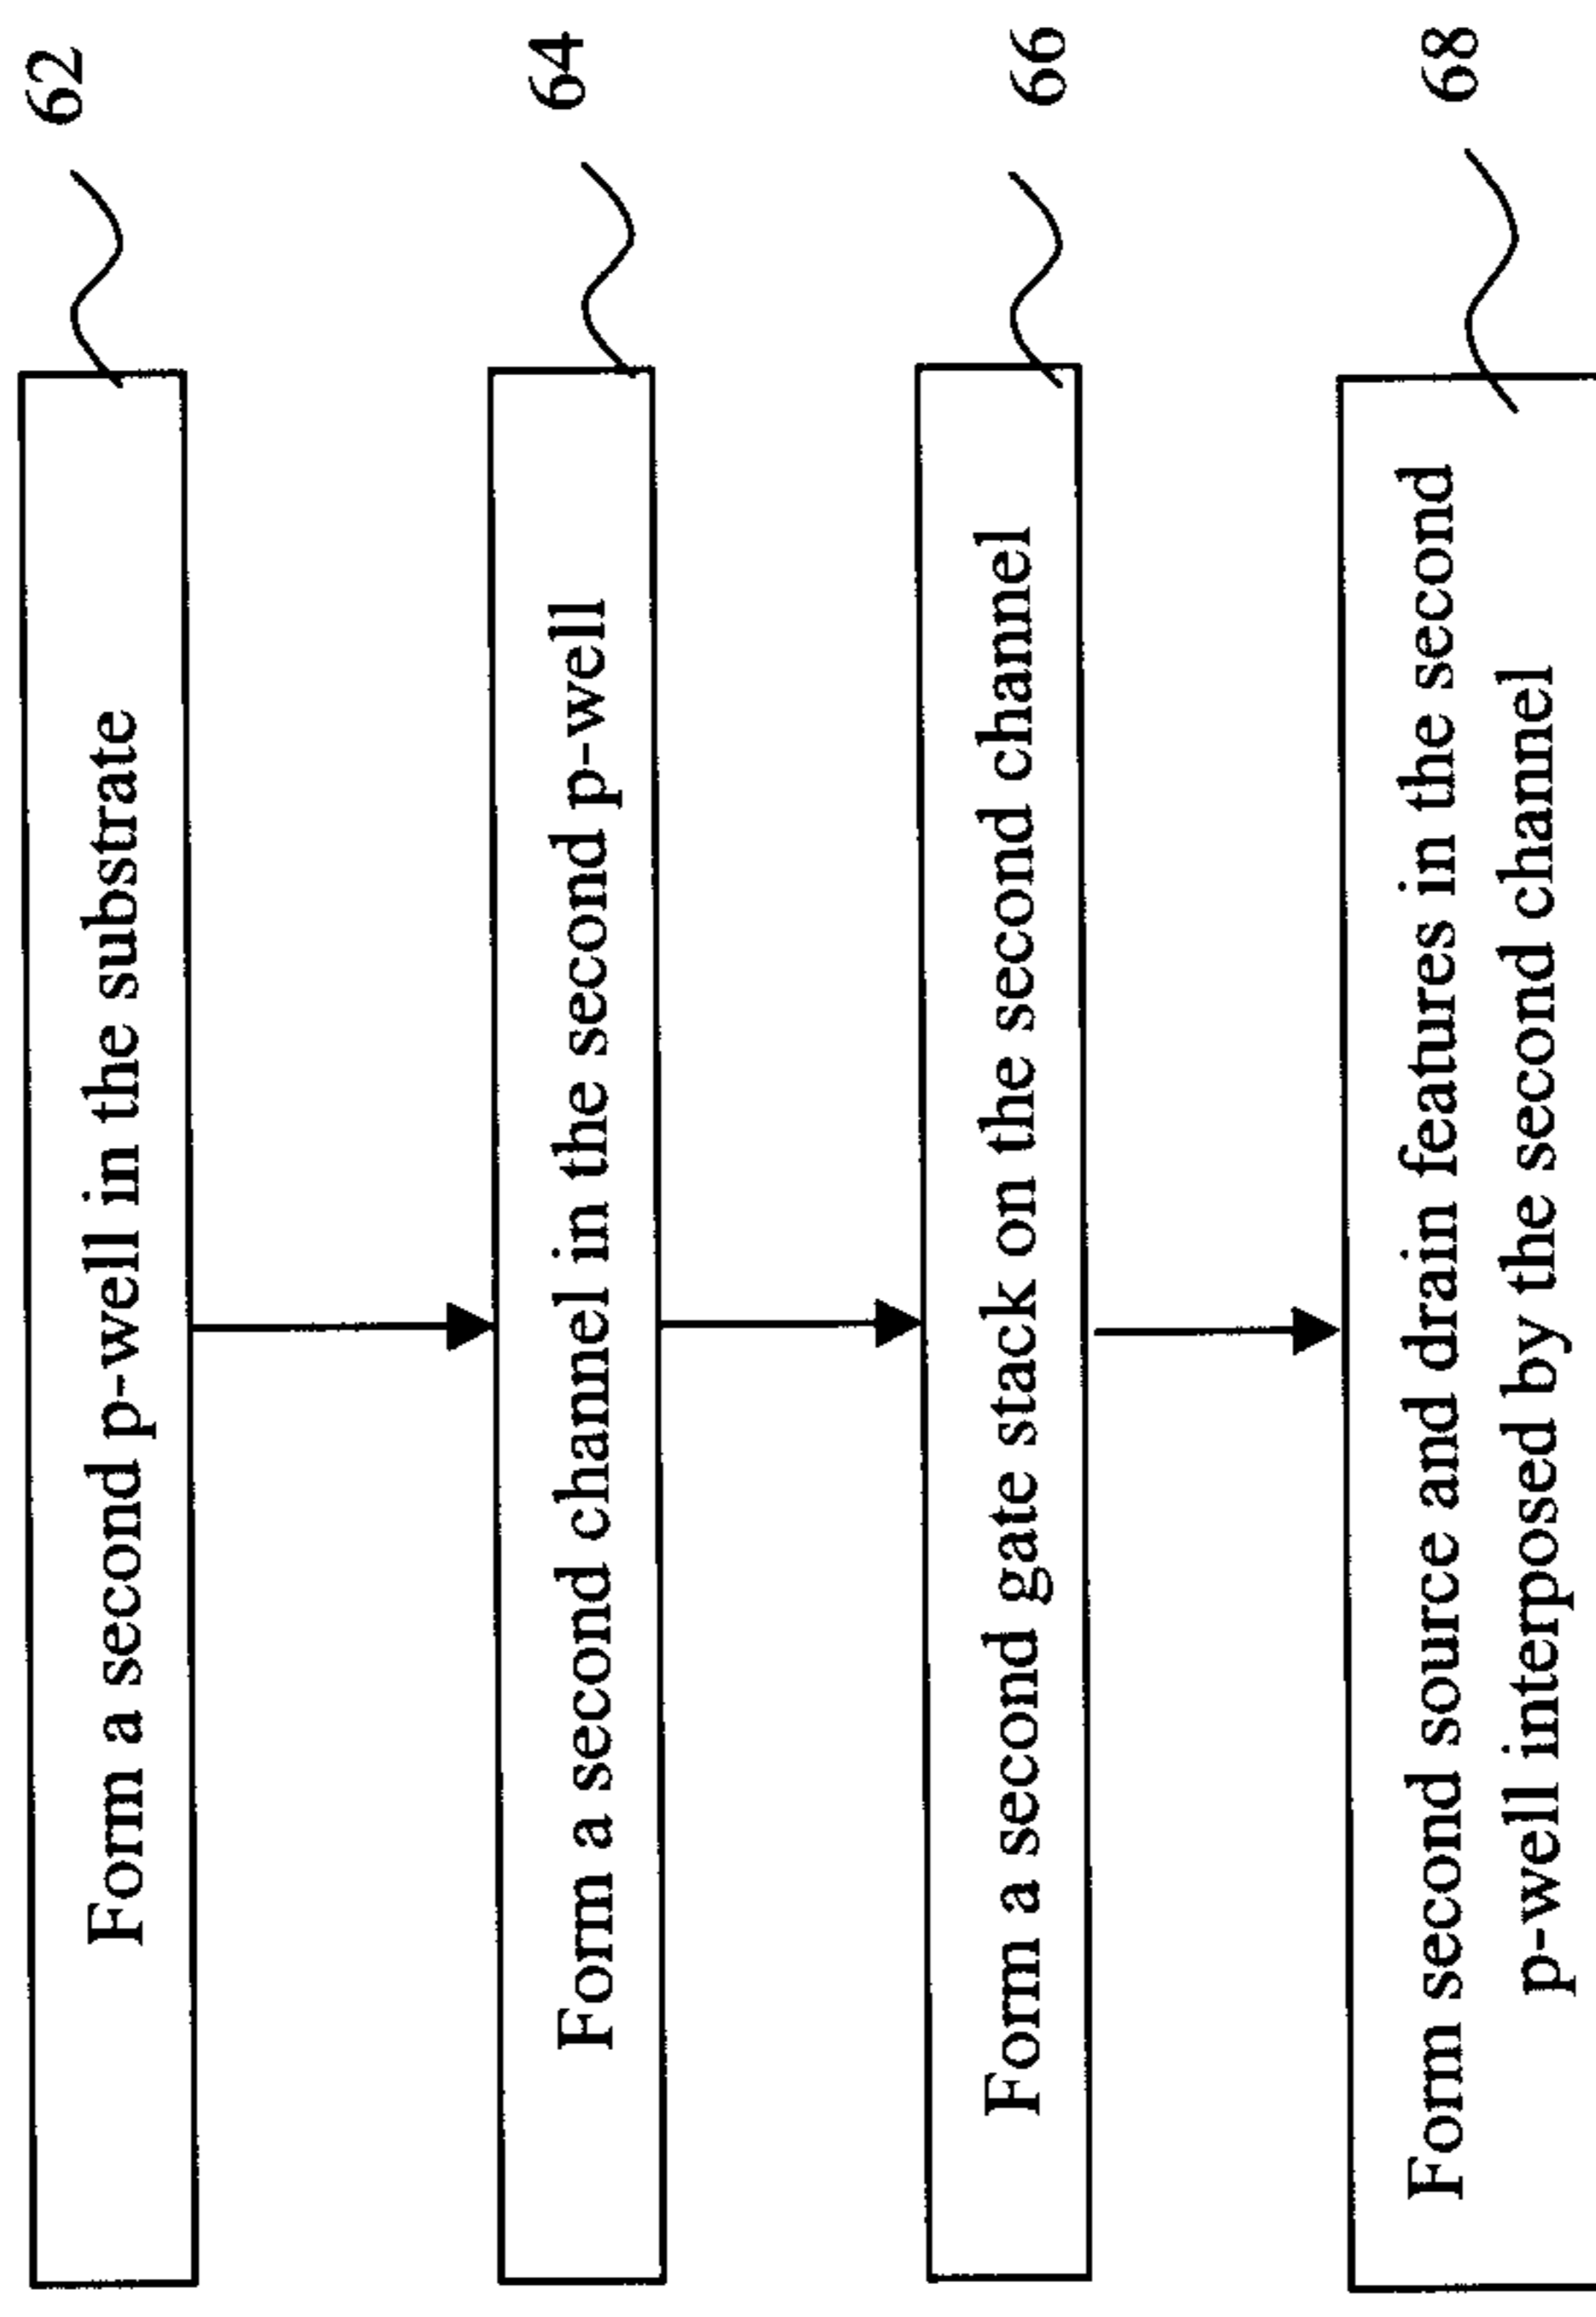 Form a second p-well in the substrate
62
Form a second channel in the second p-well
64
Form a second gate stack on the second channel
66
Form second source and drain features in the second
p-well interposed by the second channel
68